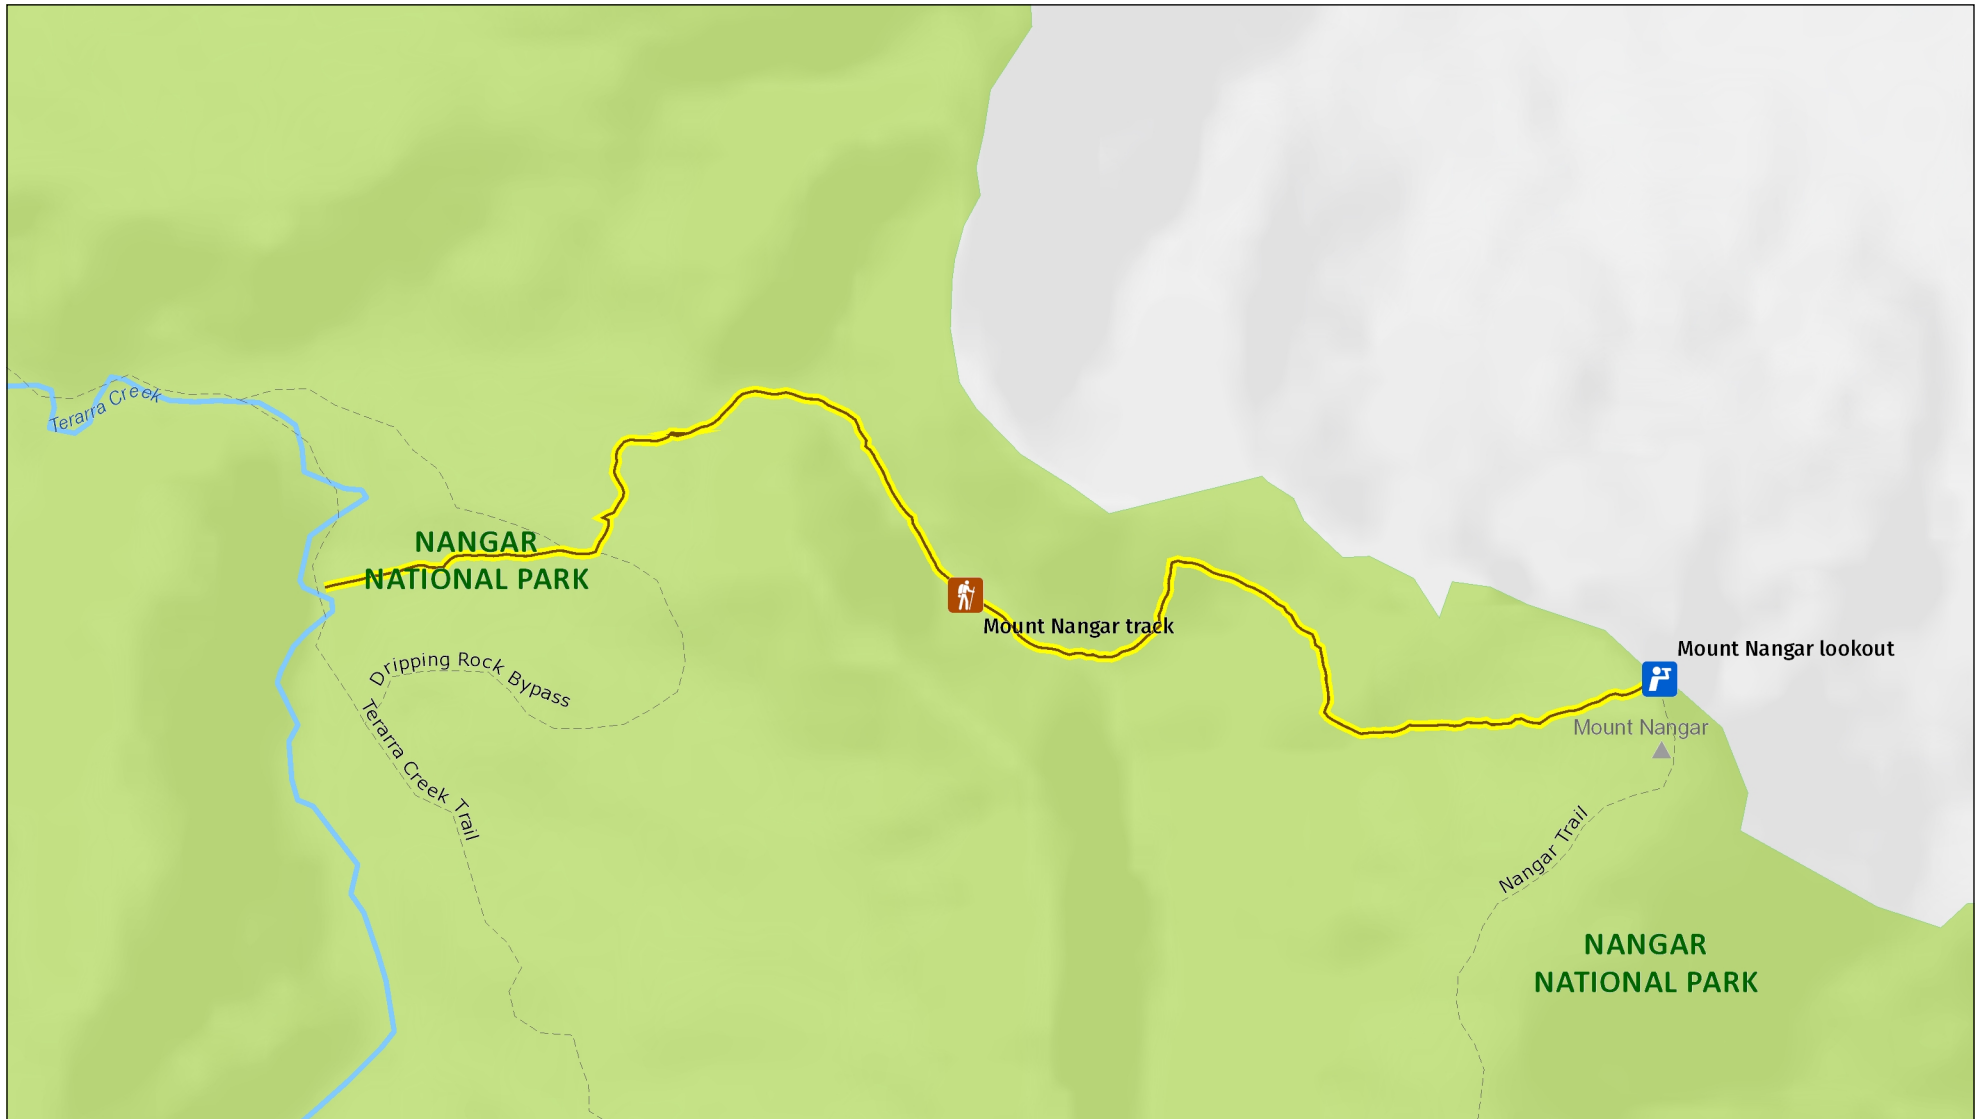 Terarra Creek
NANGAR
NATIONAL PARK
Mount Nangar track
Mount Nangar lookout
Dripping Rock Bypass
Terarra Creek Trail
Mount Nangar
Nangar Trail
NANGAR
NATIONAL PARK